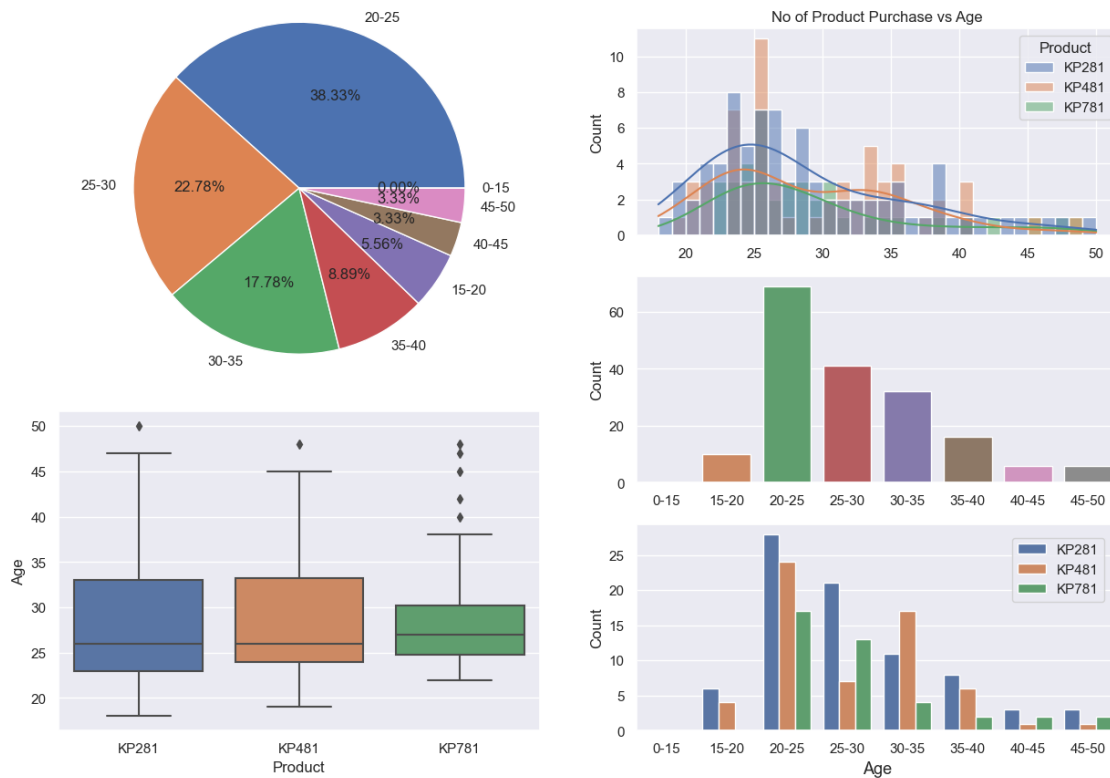 20-25
38.33%
25-30
22.78%
0.00%
0-15
3.33%
45-50
3.33%
40-45
5.56%
15-20
8.89%
35-40
17.78%
30-35
No of Product Purchase vs Age
Product
KP281
KP481
KP781
Count
10
8
6
4
2
0
20 25 30 35 40 45 50
Count
60
40
20
0
0-15 15-20 20-25 25-30 30-35 35-40 40-45 45-50
Age
50
45
40
35
30
25
20
KP281 KP481 KP781
Product
KP281
KP481
KP781
Count
25
20
15
10
5
0
0-15 15-20 20-25 25-30 30-35 35-40 40-45 45-50
Age